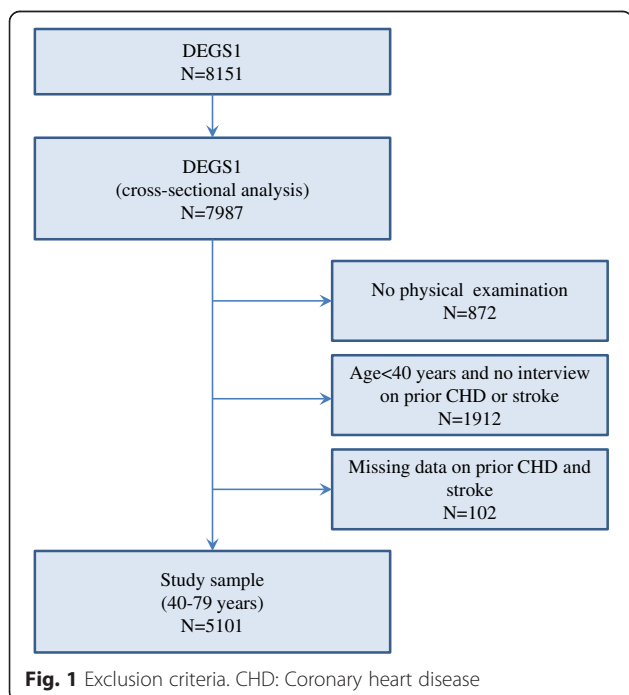 DEGS1
N=8151
DEGS1
(cross-sectional analysis)
N=7987
No physical examination
N=872
Age<40 years and no interview
on prior CHD or stroke
N=1912
Missing data on prior CHD and
stroke
N=102
Study sample
(40-79 years)
N=5101
Fig. 1 Exclusion criteria. CHD: Coronary heart disease